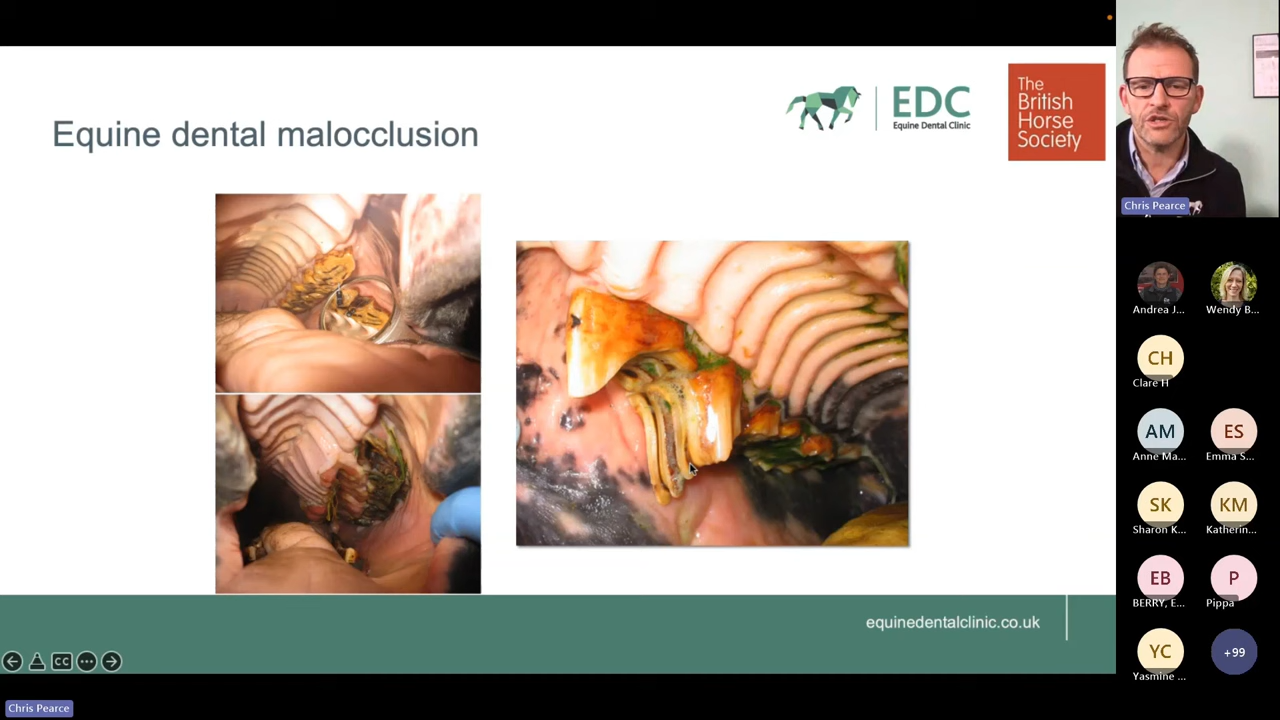 Equine dental malocclusion
EDC
Equine Dental Clinic
The
British
Horse
Society
Chris Pearce
Andrea J...
Wendy B...
CH
Clare H
AM
ES
Anne Ma...
Emma S...
SK
KM
Sharon K...
Katherin...
EB
P
BERRY, E...
Pippa
YC
+99
Yasmine ...
equinedentalclinic.co.uk
CC
Chris Pearce